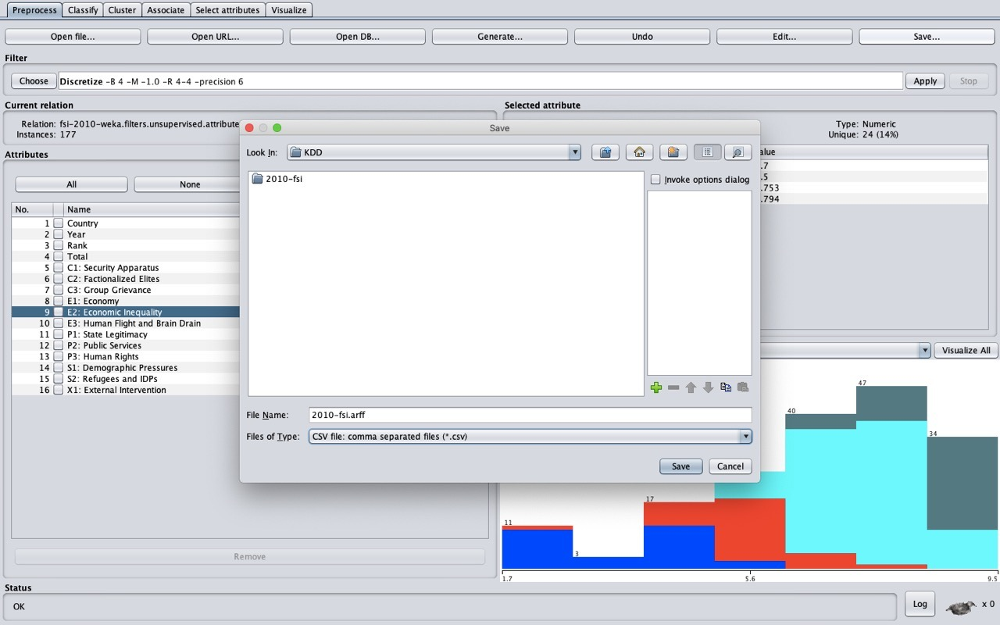 Preprocess Classify Cluster Associate Select attributes Visualize
Open file... Open URL... Open DB... Generate... Undo Edit... Save...
Filter
Choose Discretize -B 4 -M -1.0 -R 4-4 -precision 6 Apply Stop
Current relation
Relation: fsi-2010-weka.filters.unsupervised.attribute
Instances: 177
Selected attribute
Type: Numeric
Unique: 24 (14%)
alue
.7
.5
.753
.794
Attributes
All None
No. Name
1 Country
2 Year
3 Rank
4 Total
5 C1: Security Apparatus
6 C2: Factionalized Elites
7 C3: Group Grievance
8 E1: Economy
9 E2: Economic Inequality
10 E3: Human Flight and Brain Drain
11 P1: State Legitimacy
12 P2: Public Services
13 P3: Human Rights
14 S1: Demographic Pressures
15 S2: Refugees and IDPs
16 X1: External Intervention
Remove
Save
Look In: KDD
2010-fsi
Invoke options dialog
File Name: 2010-fsi.arff
Files of Type: CSV file: comma separated files (*.csv)
Save Cancel
Visualize All
11
3
17
40
47
34
1.7 5.6 9.5
Status
OK
Log x 0